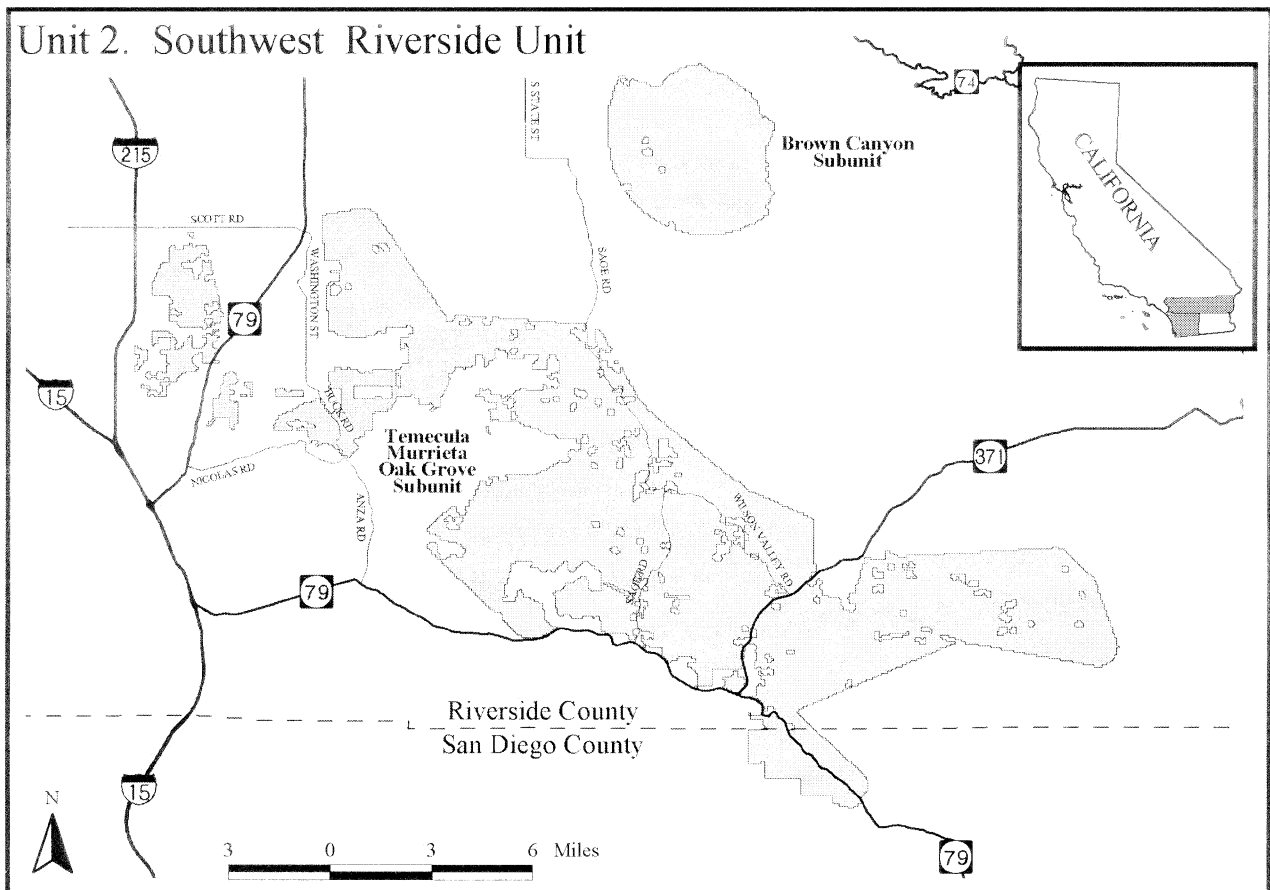 Unit 2. Southwest Riverside Unit
74
S STATE ST
215
Brown Canyon
Subunit
CALIFORNIA
SCOTT RD
WASHINGTON ST
SAGE RD
79
15
BUCK RD
Temecula
Murrieta
Oak Grove
Subunit
371
NICOLAS RD
ANZA RD
WILSON VALLEY RD
SAGE RD
79
Riverside County
San Diego County
15
N
3 0 3 6 Miles
79